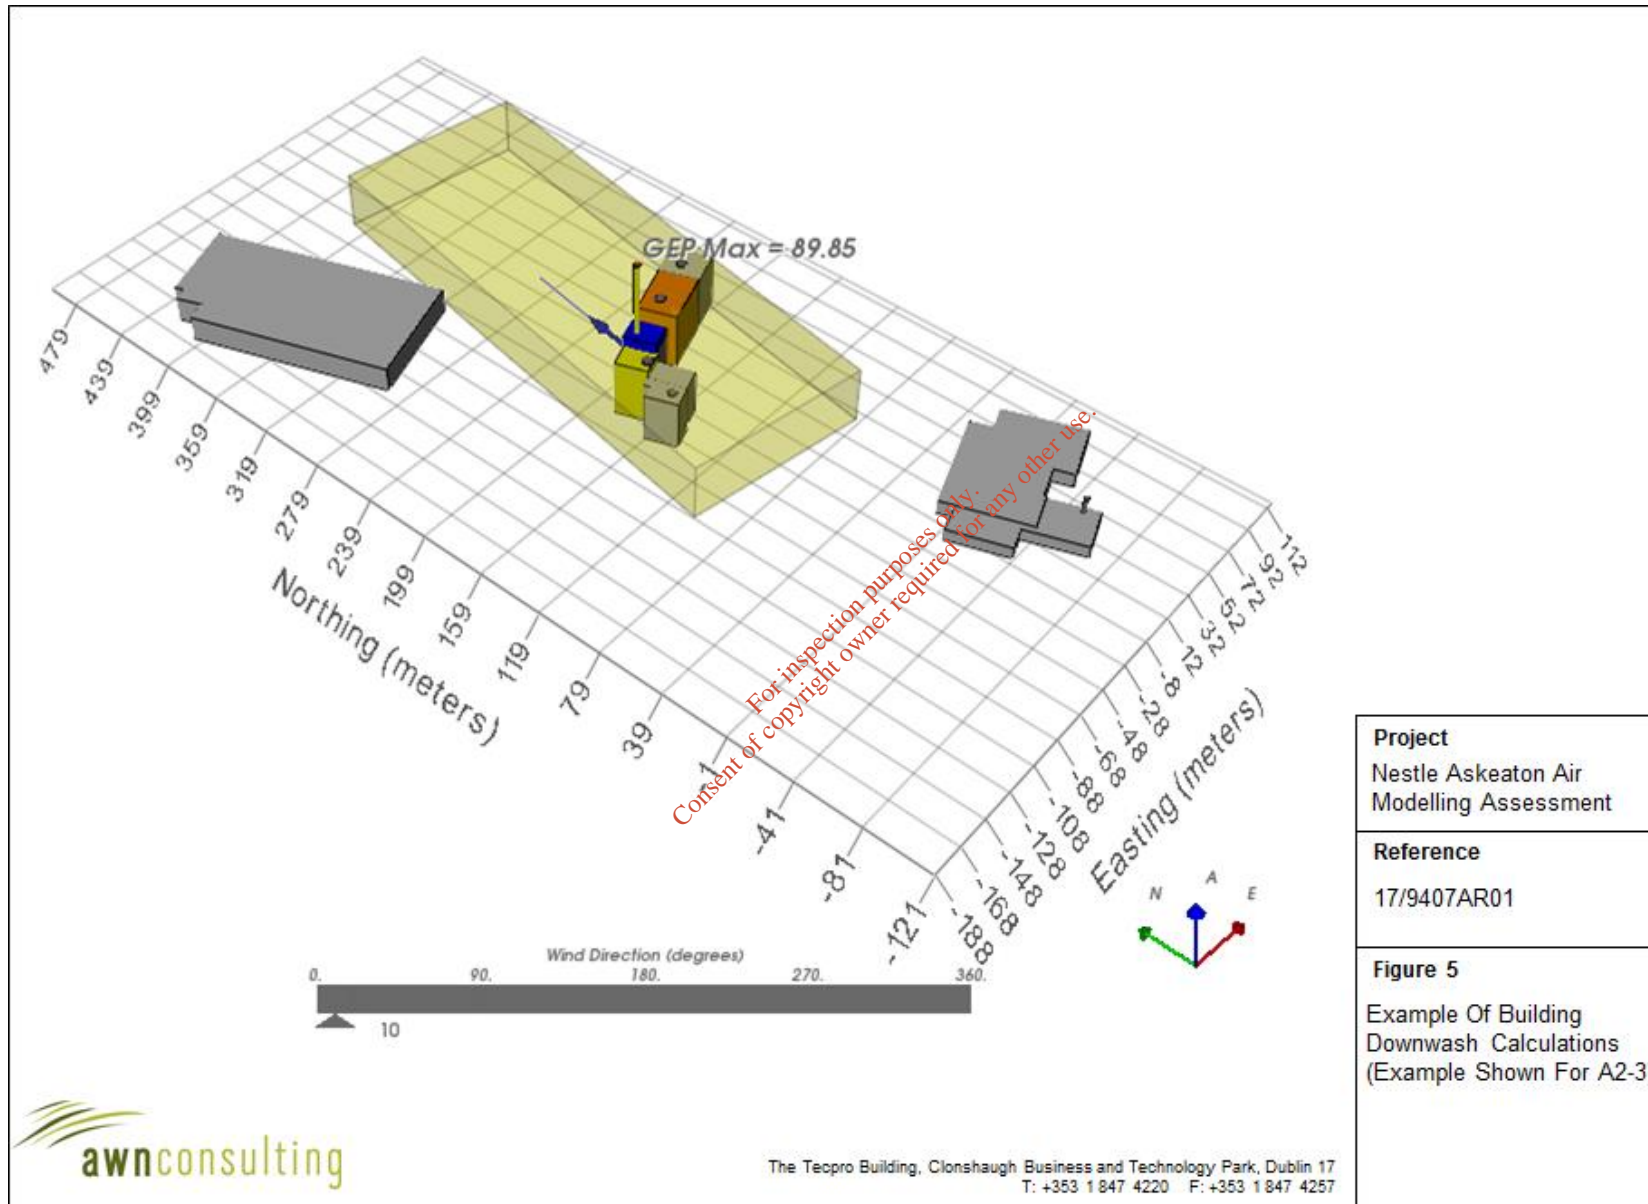 GEP Max = 89.85
479
439
399
359
319
279
239
199
159
119
79
39
-1
-41
-81
-121
Northing (meters)
112
92
72
52
32
12
-8
-28
-48
-68
-88
-108
-128
-148
-168
-188
Easting (meters)
For inspection purposes only.
Consent of copyright owner required for any other use.
N A E
Wind Direction (degrees)
0. 90. 180. 270. 360.
10
Project
Nestle Askeaton Air
Modelling Assessment
Reference
17/9407AR01
Figure 5
Example Of Building
Downwash Calculations
(Example Shown For A2-3
awnconsulting
The Tecpro Building, Clonshaugh Business and Technology Park, Dublin 17
T: +353 1 847 4220 F: +353 1 847 4257